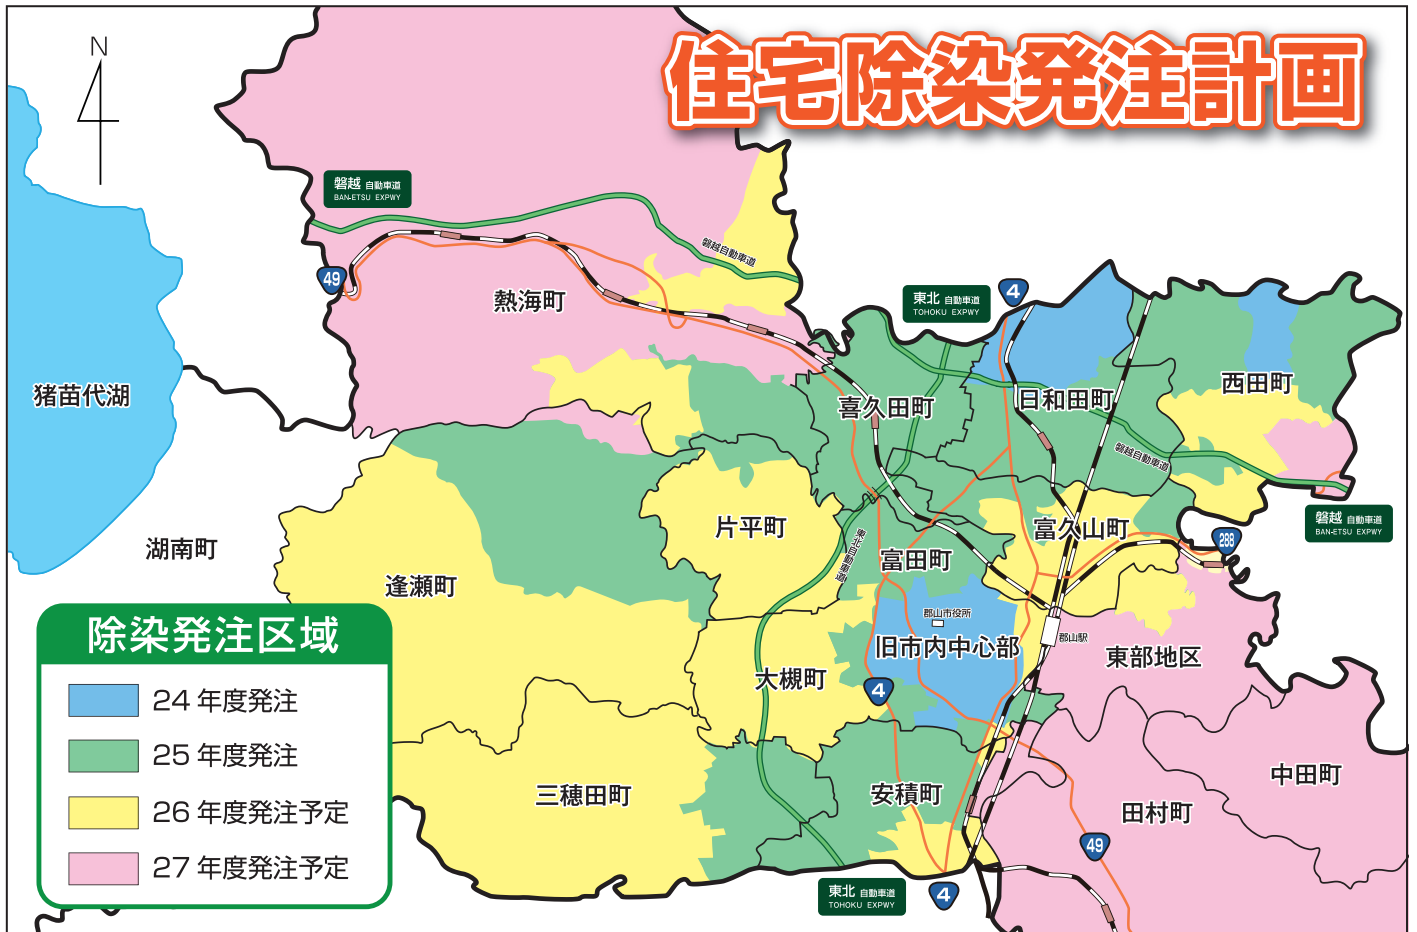 住宅除染発注計画
N
磐越 自動車道
BAN-ETSU EXPWY
磐越自動車道
49
熱海町
東北 自動車道
TOHOKU EXPWY
4
猪苗代湖
喜久田町
日和田町
西田町
磐越自動車道
磐越 自動車道
BAN-ETSU EXPWY
湖南町
片平町
富久山町
288
東北自動車道
富田町
逢瀬町
郡山市役所
旧市内中心部
郡山駅
東部地区
大槻町
4
除染発注区域
24 年度発注
25 年度発注
26 年度発注予定
27 年度発注予定
三穂田町
安積町
中田町
田村町
49
東北 自動車道
TOHOKU EXPWY
4